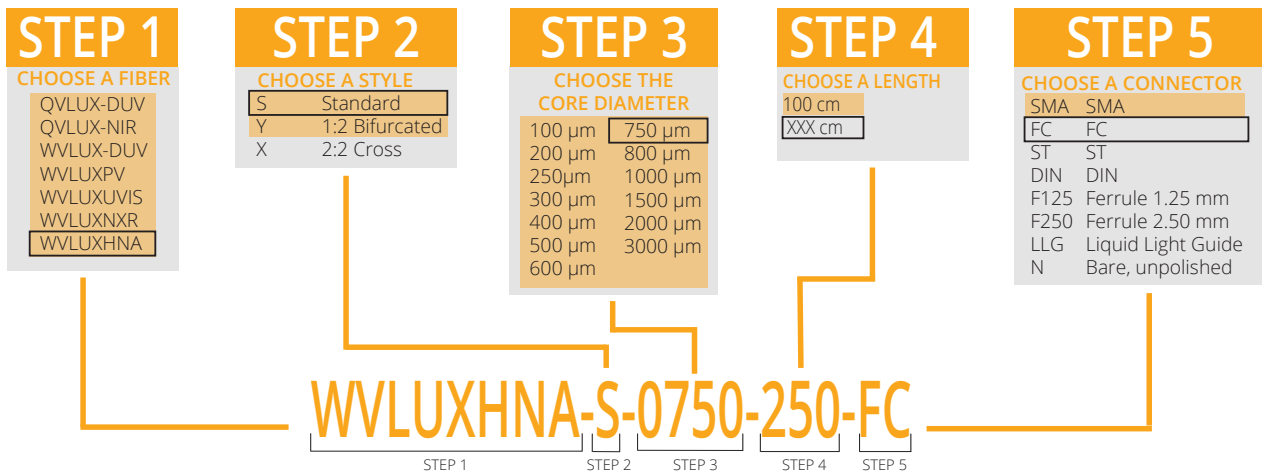 STEP 1
CHOOSE A FIBER
QVLUX-DUV
QVLUX-NIR
WVLUX-DUV
WVLUXPV
WVLUXUVIS
WVLUXNXR
WVLUXHNA
STEP 2
CHOOSE A STYLE
S Standard
Y 1:2 Bifurcated
X 2:2 Cross
STEP 3
CHOOSE THE
CORE DIAMETER
100 µm 750 µm
200 µm 800 µm
250µm 1000 µm
300 µm 1500 µm
400 µm 2000 µm
500 µm 3000 µm
600 µm
STEP 4
CHOOSE A LENGTH
100 cm
XXX cm
STEP 5
CHOOSE A CONNECTOR
SMA SMA
FC FC
ST ST
DIN DIN
F125 Ferrule 1.25 mm
F250 Ferrule 2.50 mm
LLG Liquid Light Guide
N Bare, unpolished
WVLUXHNA-S-0750-250-FC
STEP 1 STEP 2 STEP 3 STEP 4 STEP 5